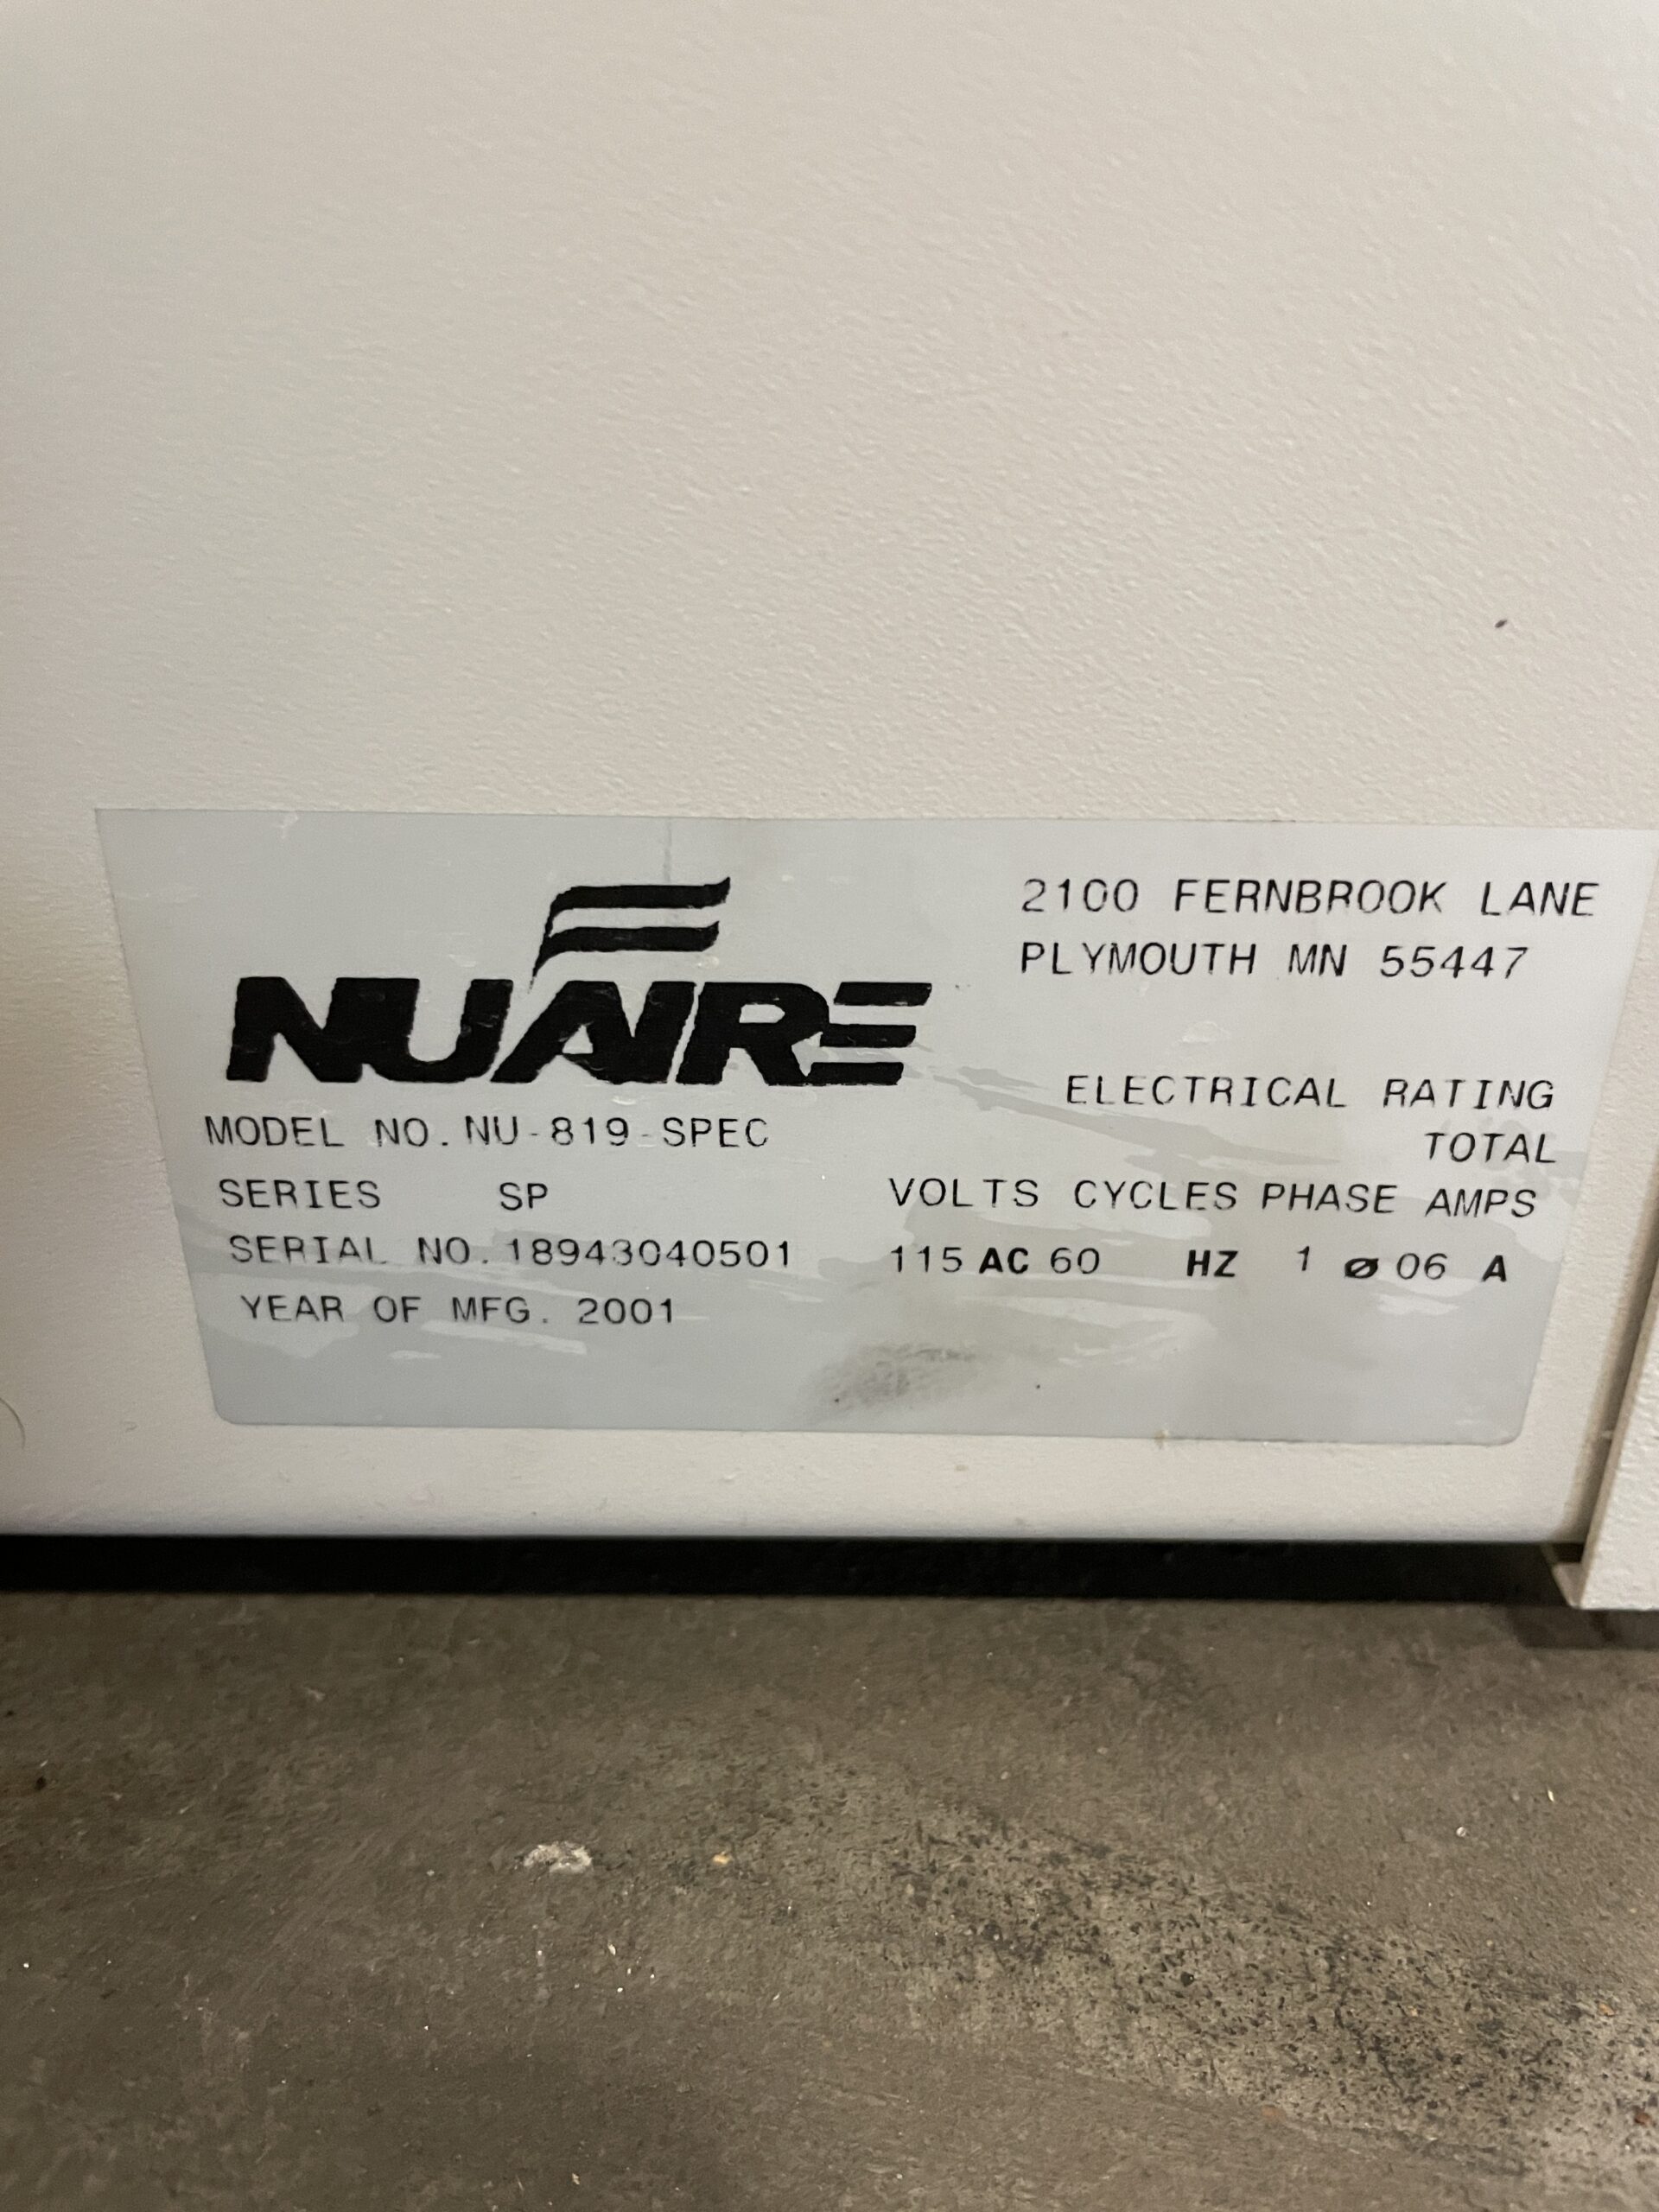 NUAIRE
2100 FERNBROOK LANE
PLYMOUTH MN 55447
MODEL NO. NU-819-SPEC
SERIES SP
SERIAL NO. 18943040501
YEAR OF MFG. 2001
ELECTRICAL RATING
TOTAL
VOLTS CYCLES PHASE AMPS
115 AC 60 HZ 1 ø 06 A